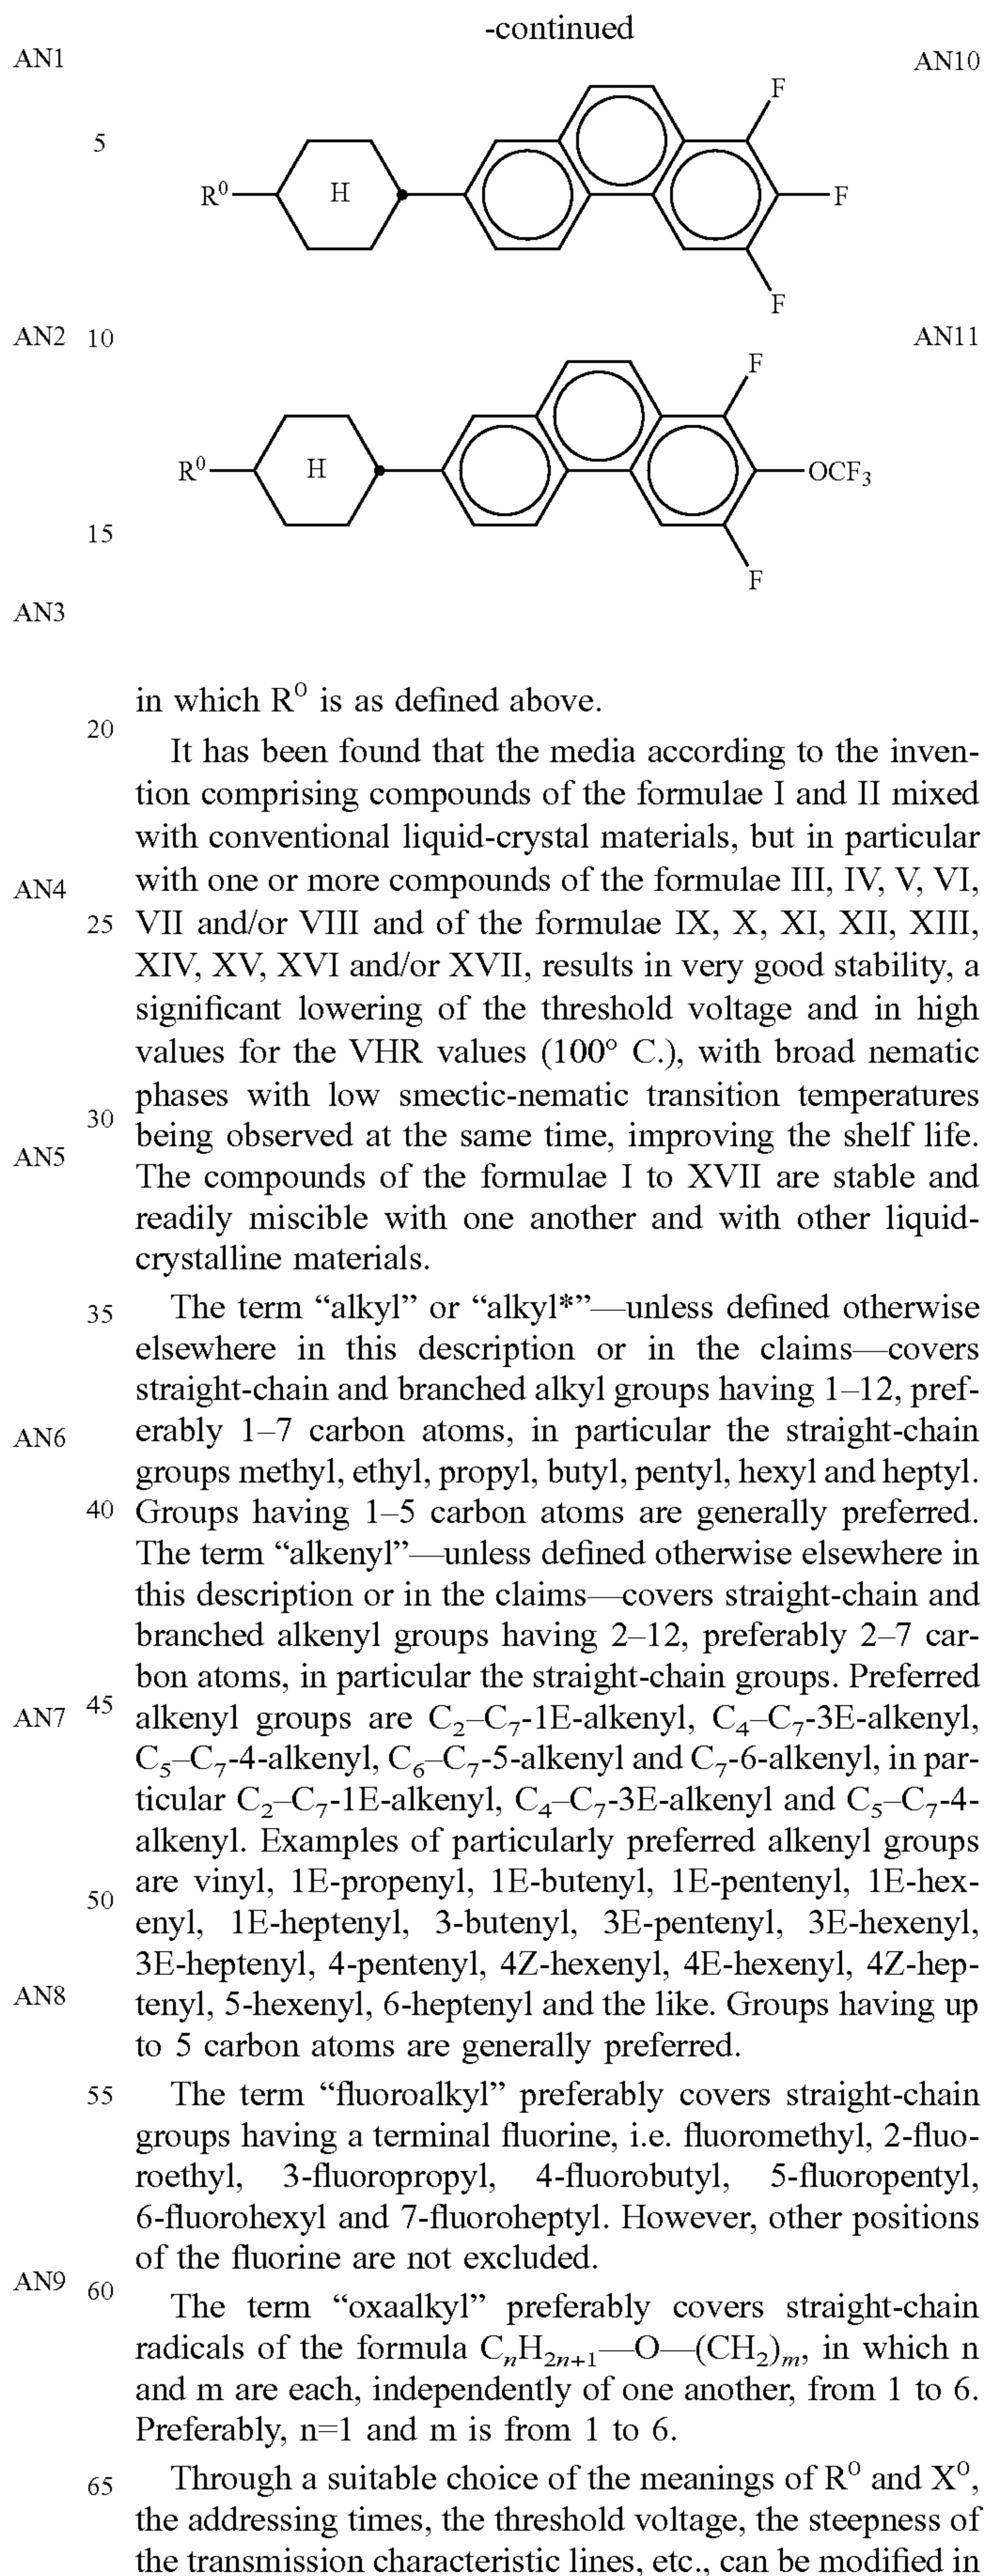 -continued
AN1
AN10
F
5
R⁰
H
F
F
AN2
10
AN11
F
R⁰
H
OCF₃
15
F
AN3
in which R⁰ is as defined above.
20
It has been found that the media according to the inven-
tion comprising compounds of the formulae I and II mixed
with conventional liquid-crystal materials, but in particular
AN4
with one or more compounds of the formulae III, IV, V, VI,
25
VII and/or VIII and of the formulae IX, X, XI, XII, XIII,
XIV, XV, XVI and/or XVII, results in very good stability, a
significant lowering of the threshold voltage and in high
values for the VHR values (100° C.), with broad nematic
phases with low smectic-nematic transition temperatures
30
being observed at the same time, improving the shelf life.
AN5
The compounds of the formulae I to XVII are stable and
readily miscible with one another and with other liquid-
crystalline materials.
35
The term “alkyl” or “alkyl*”—unless defined otherwise
elsewhere in this description or in the claims—covers
straight-chain and branched alkyl groups having 1–12, pref-
AN6
erably 1–7 carbon atoms, in particular the straight-chain
groups methyl, ethyl, propyl, butyl, pentyl, hexyl and heptyl.
40
Groups having 1–5 carbon atoms are generally preferred.
The term “alkenyl”—unless defined otherwise elsewhere in
this description or in the claims—covers straight-chain and
branched alkenyl groups having 2–12, preferably 2–7 car-
bon atoms, in particular the straight-chain groups. Preferred
AN7
45
alkenyl groups are C₂–C₇-1E-alkenyl, C₄–C₇-3E-alkenyl,
C₅–C₇-4-alkenyl, C₆–C₇-5-alkenyl and C₇-6-alkenyl, in par-
ticular C₂–C₇-1E-alkenyl, C₄–C₇-3E-alkenyl and C₅–C₇-4-
alkenyl. Examples of particularly preferred alkenyl groups
are vinyl, 1E-propenyl, 1E-butenyl, 1E-pentenyl, 1E-hex-
50
enyl, 1E-heptenyl, 3-butenyl, 3E-pentenyl, 3E-hexenyl,
3E-heptenyl, 4-pentenyl, 4Z-hexenyl, 4E-hexenyl, 4Z-hep-
AN8
tenyl, 5-hexenyl, 6-heptenyl and the like. Groups having up
to 5 carbon atoms are generally preferred.
55
The term “fluoroalkyl” preferably covers straight-chain
groups having a terminal fluorine, i.e. fluoromethyl, 2-fluo-
roethyl, 3-fluoropropyl, 4-fluorobutyl, 5-fluoropentyl,
6-fluorohexyl and 7-fluoroheptyl. However, other positions
of the fluorine are not excluded.
AN9
60
The term “oxaalkyl” preferably covers straight-chain
radicals of the formula CₙH₂ₙ₊₁—O—(CH₂)ₘ, in which n
and m are each, independently of one another, from 1 to 6.
Preferably, n=1 and m is from 1 to 6.
65
Through a suitable choice of the meanings of R⁰ and X⁰,
the addressing times, the threshold voltage, the steepness of
the transmission characteristic lines, etc., can be modified in